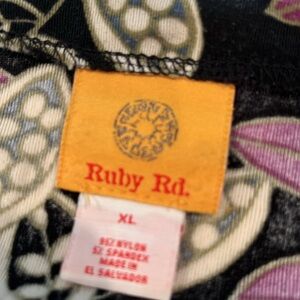 Ruby Rd.
XL
NYLON
SPANDEX
MADE IN
EL SALVADOR